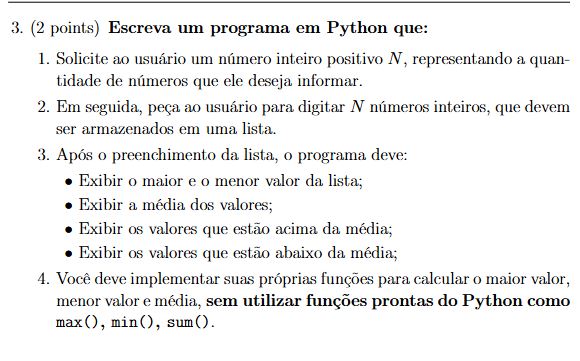 3. (2 points) Escreva um programa em Python que:
1. Solicite ao usuário um número inteiro positivo N, representando a quan-
tidade de números que ele deseja informar.
2. Em seguida, peça ao usuário para digitar N números inteiros, que devem
ser armazenados em uma lista.
3. Após o preenchimento da lista, o programa deve:
• Exibir o maior e o menor valor da lista;
• Exibir a média dos valores;
• Exibir os valores que estão acima da média;
• Exibir os valores que estão abaixo da média;
4. Você deve implementar suas próprias funções para calcular o maior valor,
menor valor e média, sem utilizar funções prontas do Python como
max(), min(), sum().